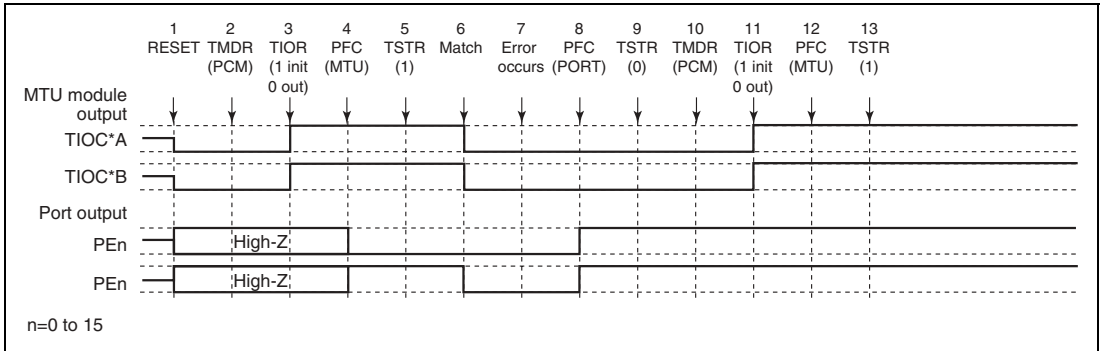 1 2 3 4 5 6 7 8 9 10 11 12 13
RESET TMDR TIOR PFC TSTR Match Error PFC TSTR TMDR TIOR PFC TSTR
(PCM) (1 init (MTU) (1) occurs (PORT) (0) (PCM) (1 init (MTU) (1)
0 out) 0 out)
MTU module
output
TIOC*A
TIOC*B
Port output
PEn High-Z
PEn High-Z
n=0 to 15